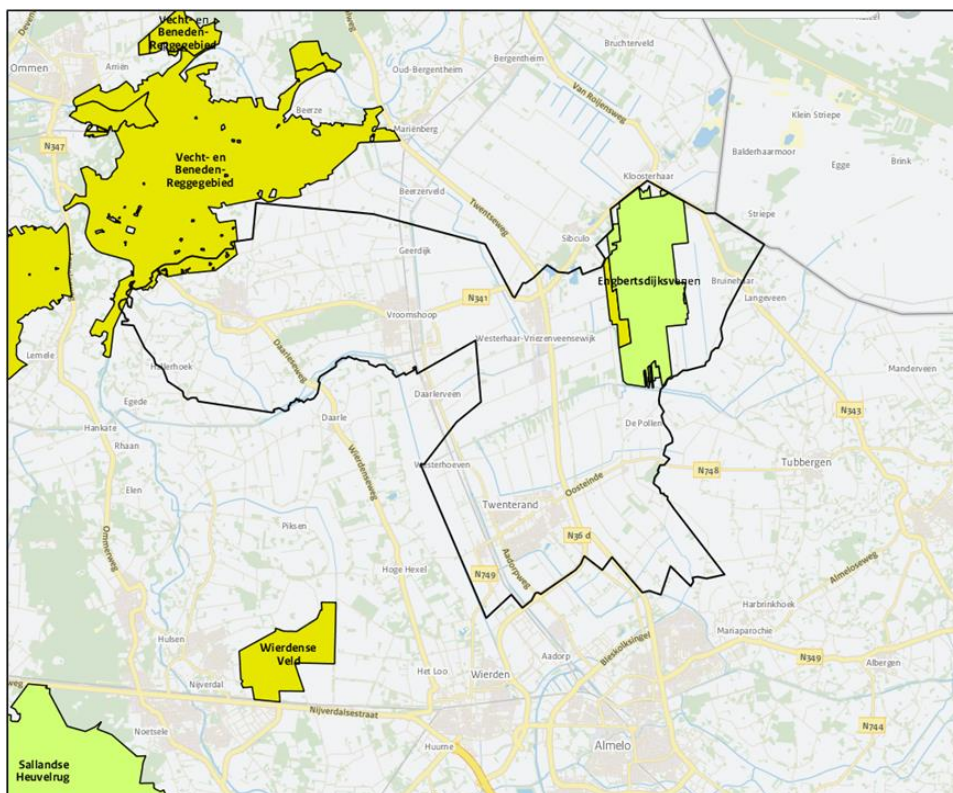 Vecht- en
Beneden-
Reggegebied
Bruchterveld
Ommen
Arriën
Oud-Bergentheim
Bergentheim
Van Roijensweg
Klein Striepe
Beerze
Mariënberg
N347
Balderhaarmoor
Egge
Brink
Vecht- en
Beneden-
Reggegebied
Beerzerveld
Twentseweg
Kloosterhaar
Striepe
Geerdijk
Sibculo
Engbertsdijksvenen
Bruinehaar
Langeveen
N341
Vroomshoop
Westerhaar-Vriezenveensewijk
Lemele
Daarleseweg
Hallerhoek
Manderveen
Egede
Daarlerveen
Hankate
Daarle
N343
Rhaan
De Pollen
Wierdenseweg
Westerhoeven
N748
Tubbergen
Elen
Oosteinde
Twenterand
Piksen
Ommerweg
N36 d
Aadorpweg
Hoge Hexel
N749
Almeloseweg
Harbrinkhoek
Hulsen
Wierdense
Veld
Mariaparochie
Bleskolksingel
Aadorp
N349
Albergen
Nijverdal
Het Loo
Wierden
weg
Nijverdalsestraat
Noetsele
N744
Huurne
Almelo
Sallandse
Heuvelrug